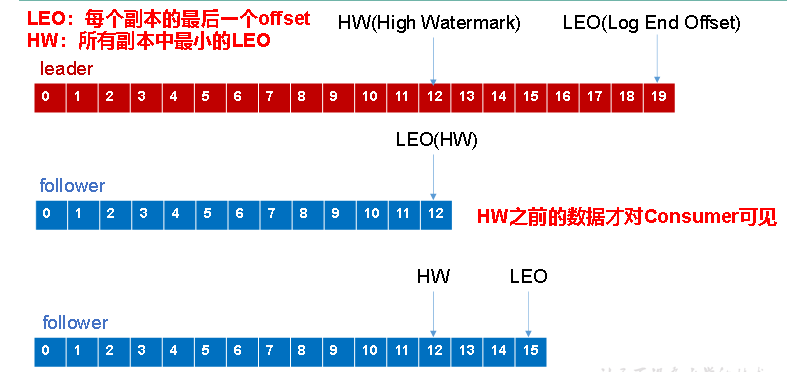 LEO：每个副本的最后一个offset
HW：所有副本中最小的LEO
HW(High Watermark)
LEO(Log End Offset)
leader
0 1 2 3 4 5 6 7 8 9 10 11 12 13 14 15 16 17 18 19
LEO(HW)
follower
0 1 2 3 4 5 6 7 8 9 10 11 12
HW之前的数据才对Consumer可见
HW
LEO
follower
0 1 2 3 4 5 6 7 8 9 10 11 12 13 14 15